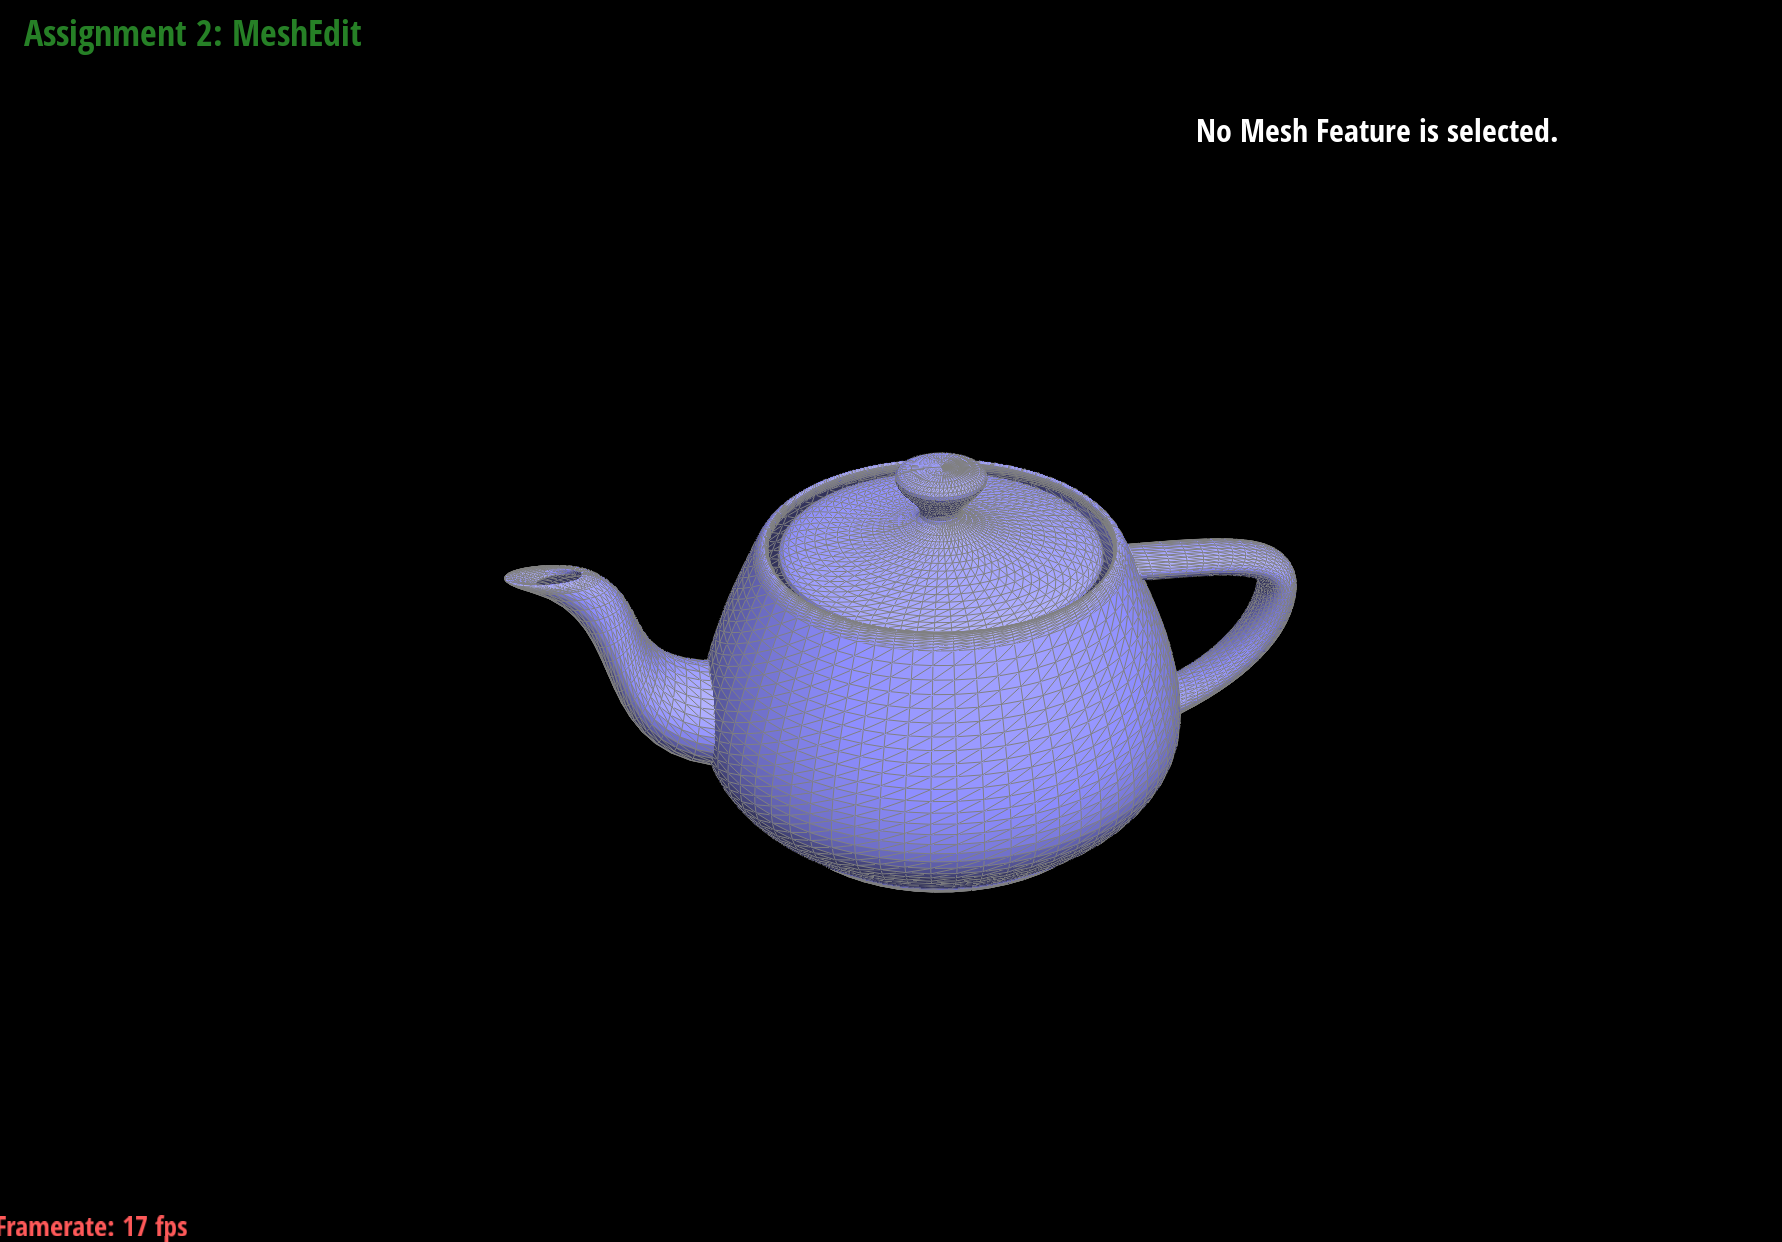 Assignment 2: MeshEdit
No Mesh Feature is selected.
Framerate: 17 fps